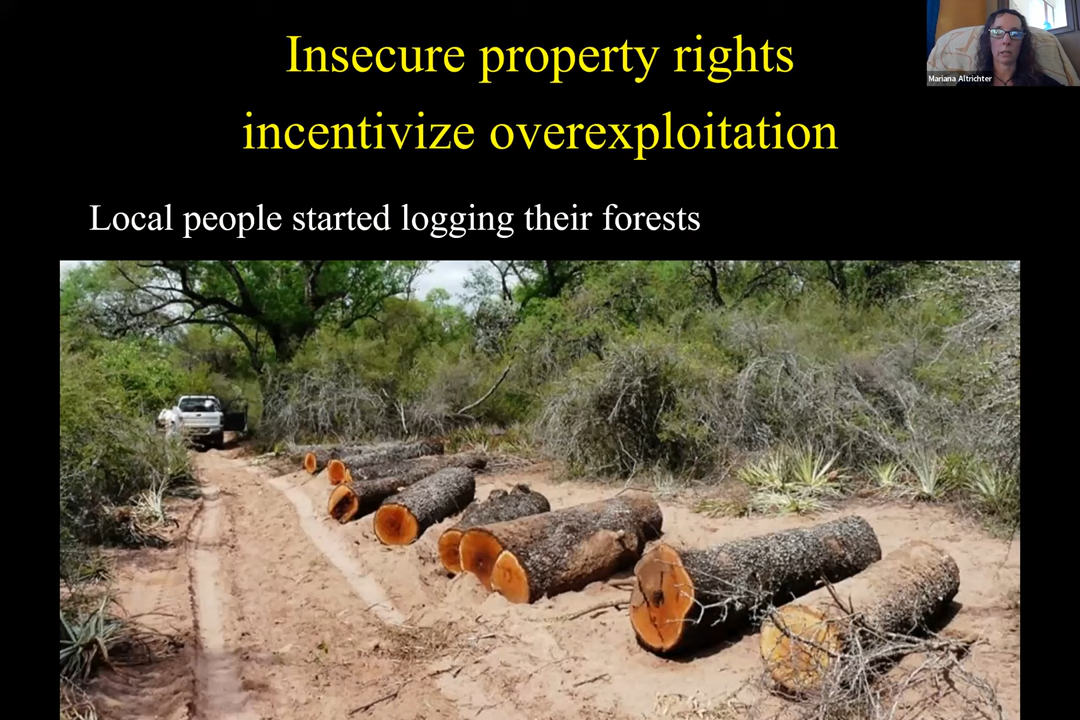 Insecure property rights
incentivize overexploitation
Mariana Altrichter
Local people started logging their forests